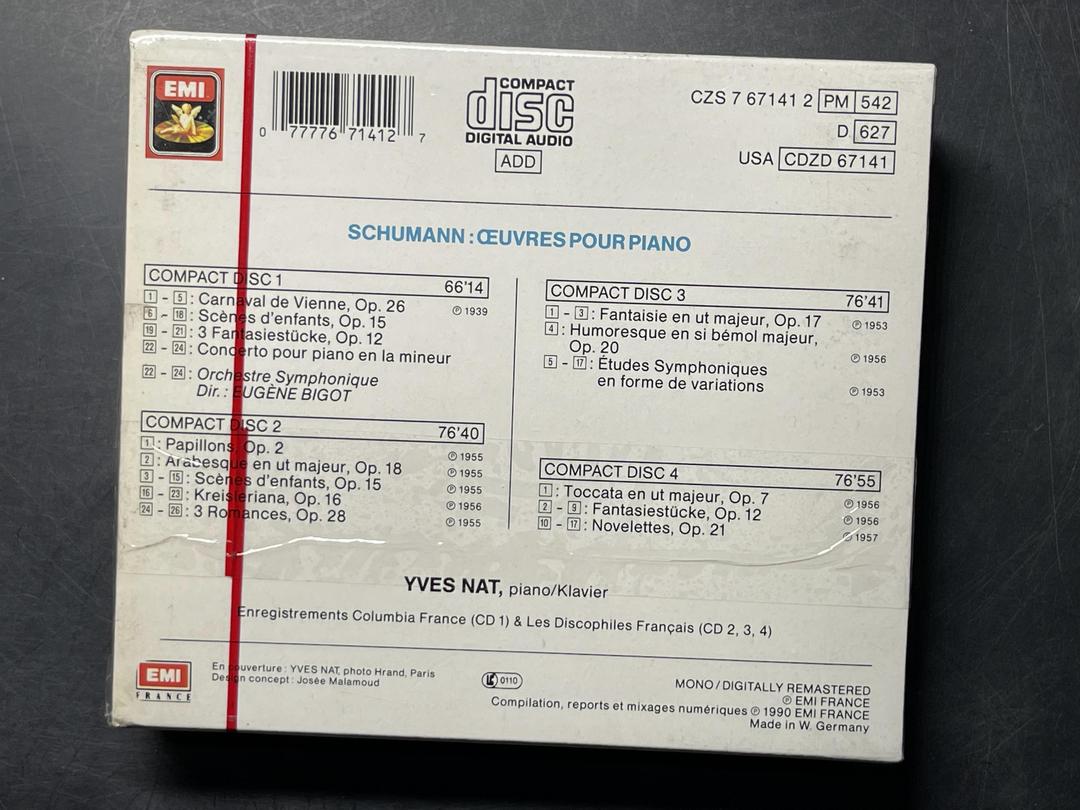 EMI
0 77776 71412 7
COMPACT
disc
DIGITAL AUDIO
ADD
CZS 7 67141 2 PM 542
D 627
USA CDZD 67141
SCHUMANN : ŒUVRES POUR PIANO
COMPACT DISC 1 66'14
1 - 5 : Carnaval de Vienne, Op. 26
6 - 18 : Scènes d'enfants, Op. 15 ℗ 1939
19 - 21 : 3 Fantasiestücke, Op. 12
22 - 24 : Concerto pour piano en la mineur
22 - 24 : Orchestre Symphonique
Dir. : EUGÈNE BIGOT
COMPACT DISC 2 76'40
1 : Papillons, Op. 2 ℗ 1955
2 : Arabesque en ut majeur, Op. 18 ℗ 1955
3 - 15 : Scènes d'enfants, Op. 15 ℗ 1955
16 - 23 : Kreisleriana, Op. 16 ℗ 1956
24 - 26 : 3 Romances, Op. 28 ℗ 1955
COMPACT DISC 3 76'41
1 - 3 : Fantaisie en ut majeur, Op. 17 ℗ 1953
4 : Humoresque en si bémol majeur,
Op. 20 ℗ 1956
5 - 17 : Études Symphoniques
en forme de variations ℗ 1953
COMPACT DISC 4 76'55
1 : Toccata en ut majeur, Op. 7 ℗ 1956
2 - 9 : Fantasiestücke, Op. 12 ℗ 1956
10 - 17 : Novelettes, Op. 21 ℗ 1957
YVES NAT, piano/Klavier
Enregistrements Columbia France (CD 1) & Les Discophiles Français (CD 2, 3, 4)
EMI
FRANCE
En couverture : YVES NAT, photo Hrand, Paris
Design concept : Josée Malamoud
LC 0110
MONO / DIGITALLY REMASTERED
℗ EMI FRANCE
Compilation, reports et mixages numériques ℗ 1990 EMI FRANCE
Made in W. Germany